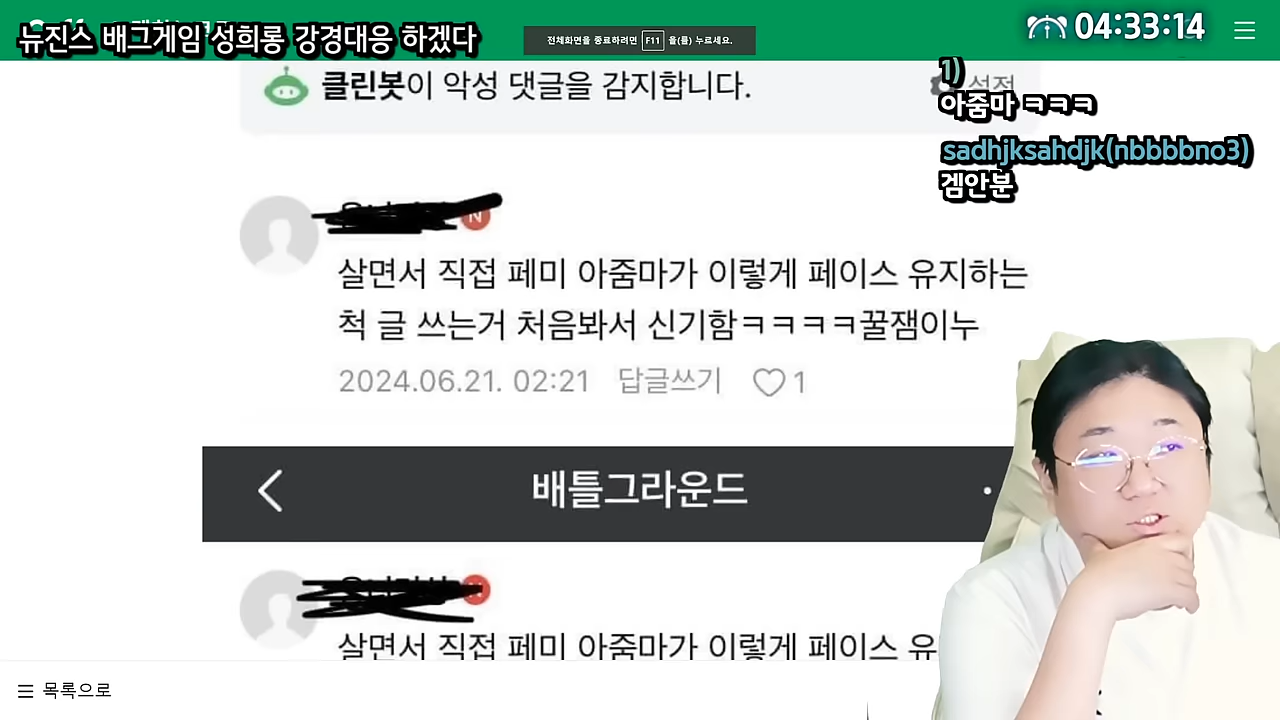 뉴진스 배그게임 성희롱 강경대응 하겠다
전체화면을 종료하려면 F11 을(를) 누르세요.
04:33:14
1)
아줌마 ㅋㅋㅋ
sadhjksahdjk(nbbbbno3)
겜안분
클린봇이 악성 댓글을 감지합니다.
설정
N
살면서 직접 페미 아줌마가 이렇게 페이스 유지하는
척 글 쓰는거 처음봐서 신기함ㅋㅋㅋㅋ꿀잼이누
2024.06.21. 02:21 답글쓰기 1
배틀그라운드
살면서 직접 페미 아줌마가 이렇게 페이스 유
목록으로